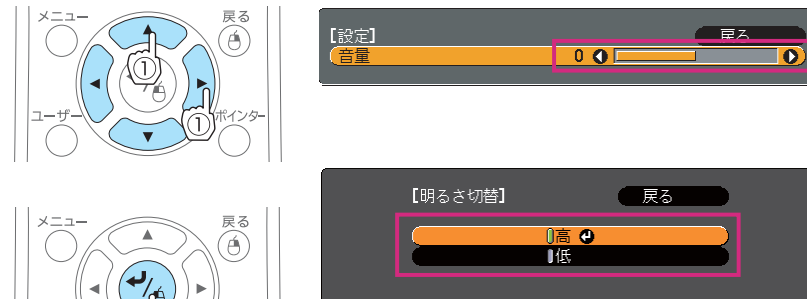 メニュー
戻る
①
①
ユーザー
ポインター
[設定]
戻る
音量
0
メニュー
戻る
[明るさ切替]
戻る
高
低